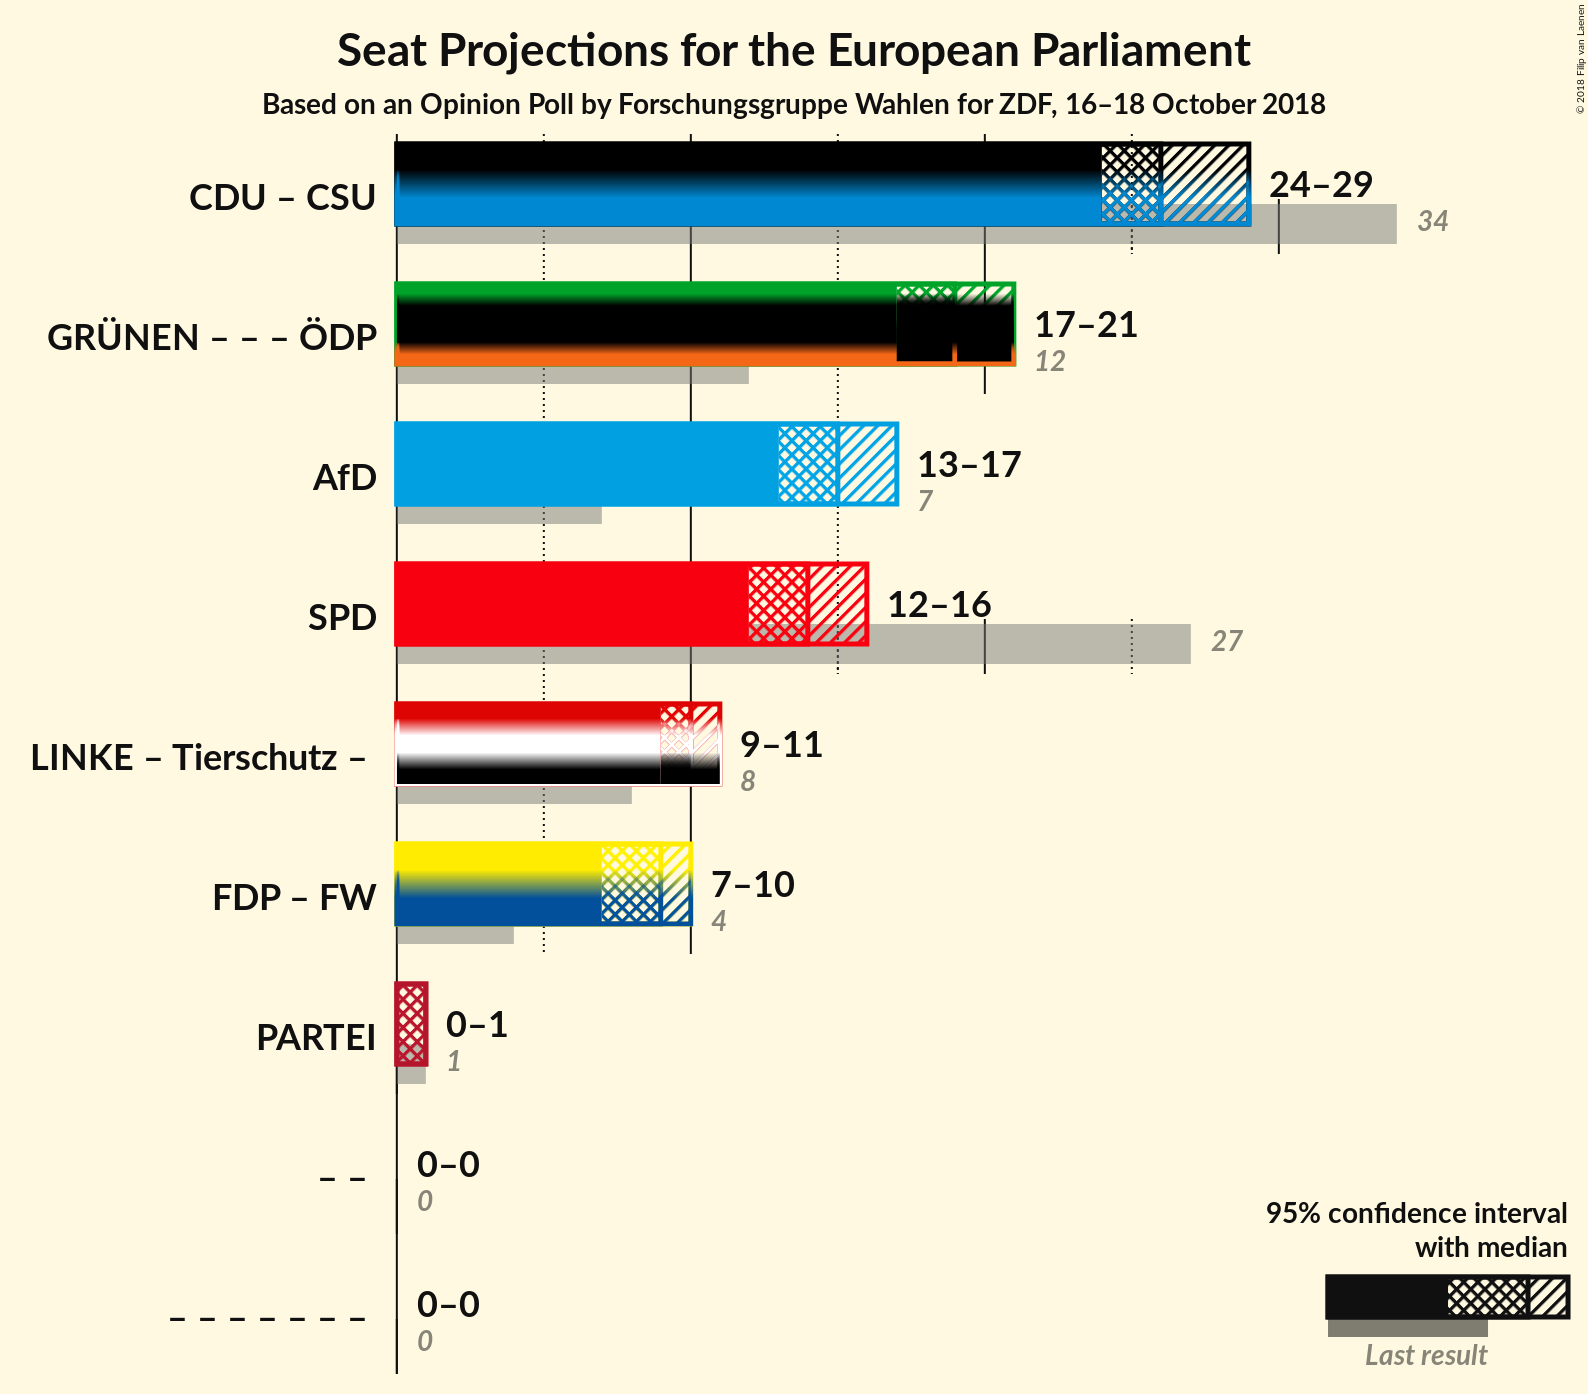 Seat Projections for the European Parliament
Based on an Opinion Poll by Forschungsgruppe Wahlen for ZDF, 16–18 October 2018
© 2018 Filip van Laenen
CDU – CSU
24–29
34
GRÜNEN – – – ÖDP
17–21
12
AfD
13–17
7
SPD
12–16
27
LINKE – Tierschutz –
9–11
8
FDP – FW
7–10
4
PARTEI
0–1
1
– –
0–0
0
– – – – – – –
0–0
0
95% confidence interval
with median
Last result